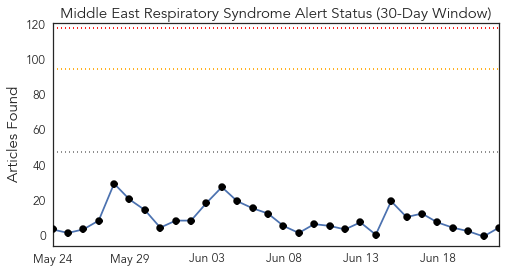 Middle East Respiratory Syndrome Alert Status (30-Day Window)
Articles Found
120
100
80
60
40
20
0
May 24 May 29 Jun 03 Jun 08 Jun 13 Jun 18